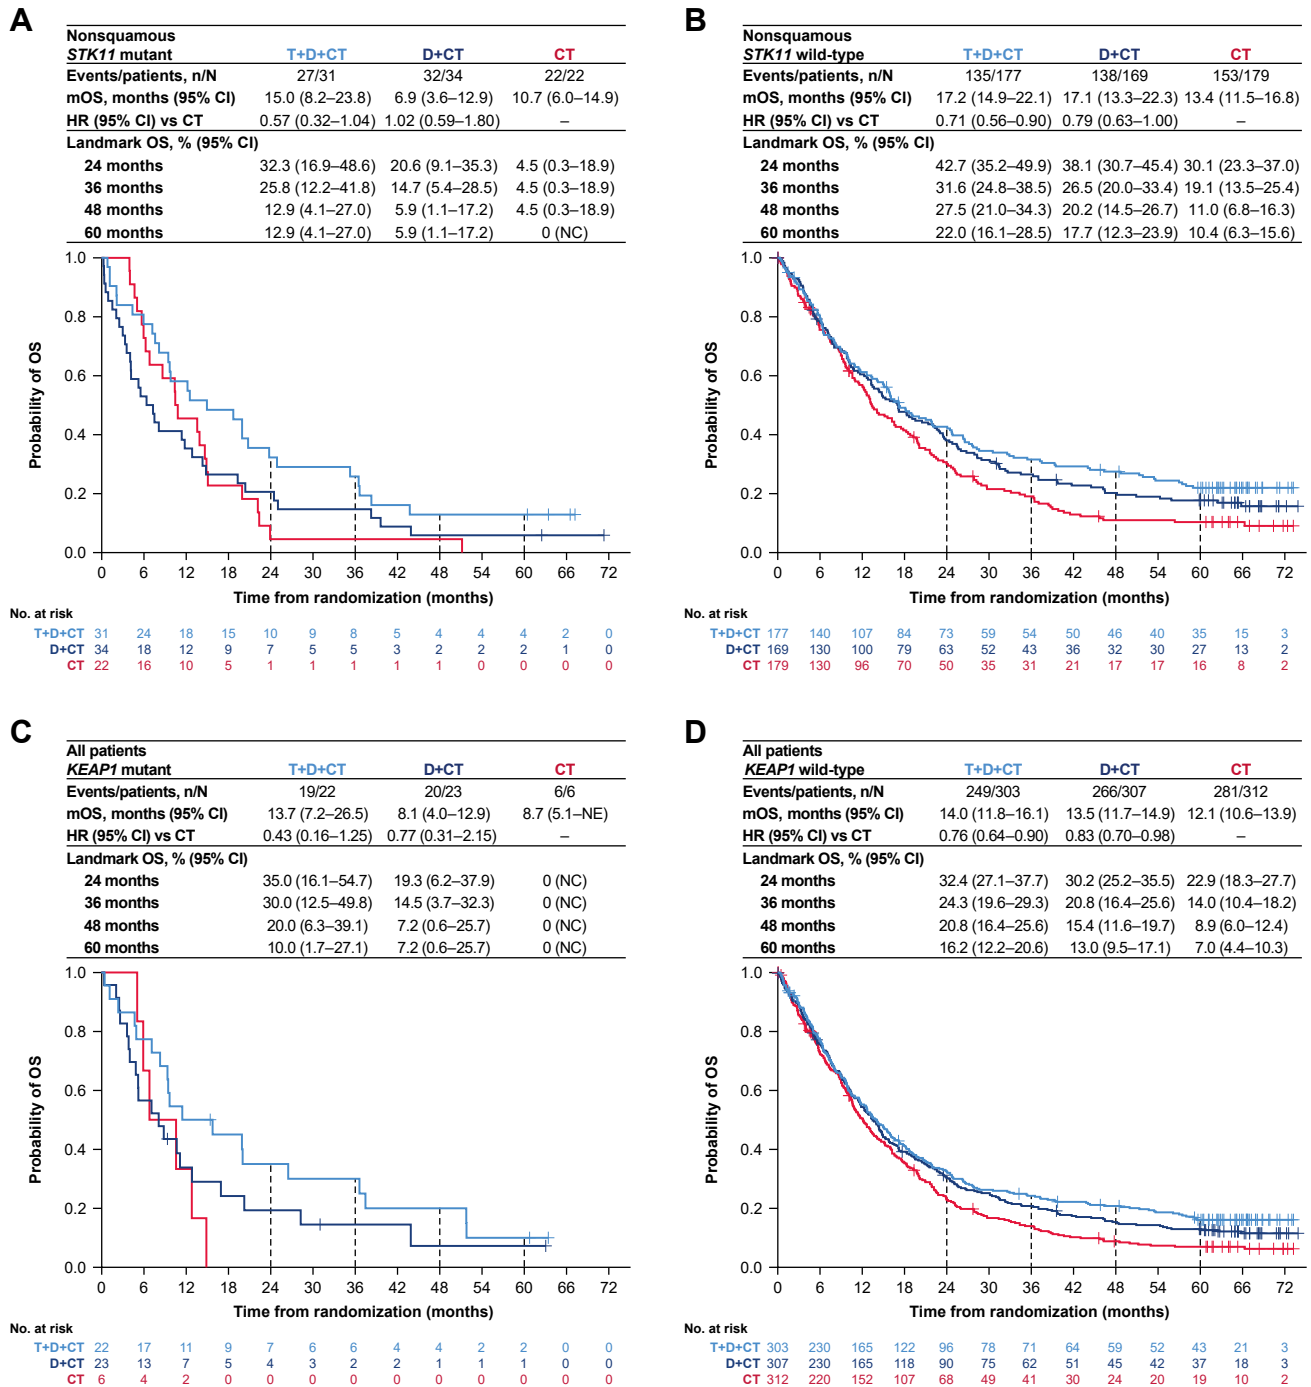 A
Nonsquamous
STK11 mutant T+D+CT D+CT CT
Events/patients, n/N 27/31 32/34 22/22
mOS, months (95% CI) 15.0 (8.2–23.8) 6.9 (3.6–12.9) 10.7 (6.0–14.9)
HR (95% CI) vs CT 0.57 (0.32–1.04) 1.02 (0.59–1.80) –
Landmark OS, % (95% CI)
24 months 32.3 (16.9–48.6) 20.6 (9.1–35.3) 4.5 (0.3–18.9)
36 months 25.8 (12.2–41.8) 14.7 (5.4–28.5) 4.5 (0.3–18.9)
48 months 12.9 (4.1–27.0) 5.9 (1.1–17.2) 4.5 (0.3–18.9)
60 months 12.9 (4.1–27.0) 5.9 (1.1–17.2) 0 (NC)
Probability of OS
1.0
0.8
0.6
0.4
0.2
0.0
0 6 12 18 24 30 36 42 48 54 60 66 72
Time from randomization (months)
No. at risk
T+D+CT 31 24 18 15 10 9 8 5 4 4 4 2 0
D+CT 34 18 12 9 7 5 5 3 2 2 2 1 0
CT 22 16 10 5 1 1 1 1 1 0 0 0 0
B
Nonsquamous
STK11 wild-type T+D+CT D+CT CT
Events/patients, n/N 135/177 138/169 153/179
mOS, months (95% CI) 17.2 (14.9–22.1) 17.1 (13.3–22.3) 13.4 (11.5–16.8)
HR (95% CI) vs CT 0.71 (0.56–0.90) 0.79 (0.63–1.00) –
Landmark OS, % (95% CI)
24 months 42.7 (35.2–49.9) 38.1 (30.7–45.4) 30.1 (23.3–37.0)
36 months 31.6 (24.8–38.5) 26.5 (20.0–33.4) 19.1 (13.5–25.4)
48 months 27.5 (21.0–34.3) 20.2 (14.5–26.7) 11.0 (6.8–16.3)
60 months 22.0 (16.1–28.5) 17.7 (12.3–23.9) 10.4 (6.3–15.6)
Probability of OS
1.0
0.8
0.6
0.4
0.2
0.0
0 6 12 18 24 30 36 42 48 54 60 66 72
Time from randomization (months)
No. at risk
T+D+CT 177 140 107 84 73 59 54 50 46 40 35 15 3
D+CT 169 130 100 79 63 52 43 36 32 30 27 13 2
CT 179 130 96 70 50 35 31 21 17 17 16 8 2
C
All patients
KEAP1 mutant T+D+CT D+CT CT
Events/patients, n/N 19/22 20/23 6/6
mOS, months (95% CI) 13.7 (7.2–26.5) 8.1 (4.0–12.9) 8.7 (5.1–NE)
HR (95% CI) vs CT 0.43 (0.16–1.25) 0.77 (0.31–2.15) –
Landmark OS, % (95% CI)
24 months 35.0 (16.1–54.7) 19.3 (6.2–37.9) 0 (NC)
36 months 30.0 (12.5–49.8) 14.5 (3.7–32.3) 0 (NC)
48 months 20.0 (6.3–39.1) 7.2 (0.6–25.7) 0 (NC)
60 months 10.0 (1.7–27.1) 7.2 (0.6–25.7) 0 (NC)
Probability of OS
1.0
0.8
0.6
0.4
0.2
0.0
0 6 12 18 24 30 36 42 48 54 60 66 72
Time from randomization (months)
No. at risk
T+D+CT 22 17 11 9 7 6 6 4 4 2 2 0 0
D+CT 23 13 7 5 4 3 2 2 1 1 1 0 0
CT 6 4 2 0 0 0 0 0 0 0 0 0 0
D
All patients
KEAP1 wild-type T+D+CT D+CT CT
Events/patients, n/N 249/303 266/307 281/312
mOS, months (95% CI) 14.0 (11.8–16.1) 13.5 (11.7–14.9) 12.1 (10.6–13.9)
HR (95% CI) vs CT 0.76 (0.64–0.90) 0.83 (0.70–0.98) –
Landmark OS, % (95% CI)
24 months 32.4 (27.1–37.7) 30.2 (25.2–35.5) 22.9 (18.3–27.7)
36 months 24.3 (19.6–29.3) 20.8 (16.4–25.6) 14.0 (10.4–18.2)
48 months 20.8 (16.4–25.6) 15.4 (11.6–19.7) 8.9 (6.0–12.4)
60 months 16.2 (12.2–20.6) 13.0 (9.5–17.1) 7.0 (4.4–10.3)
Probability of OS
1.0
0.8
0.6
0.4
0.2
0.0
0 6 12 18 24 30 36 42 48 54 60 66 72
Time from randomization (months)
No. at risk
T+D+CT 303 230 165 122 96 78 71 64 59 52 43 21 3
D+CT 307 230 165 118 90 75 62 51 45 42 37 18 3
CT 312 220 152 107 68 49 41 30 24 20 19 10 2